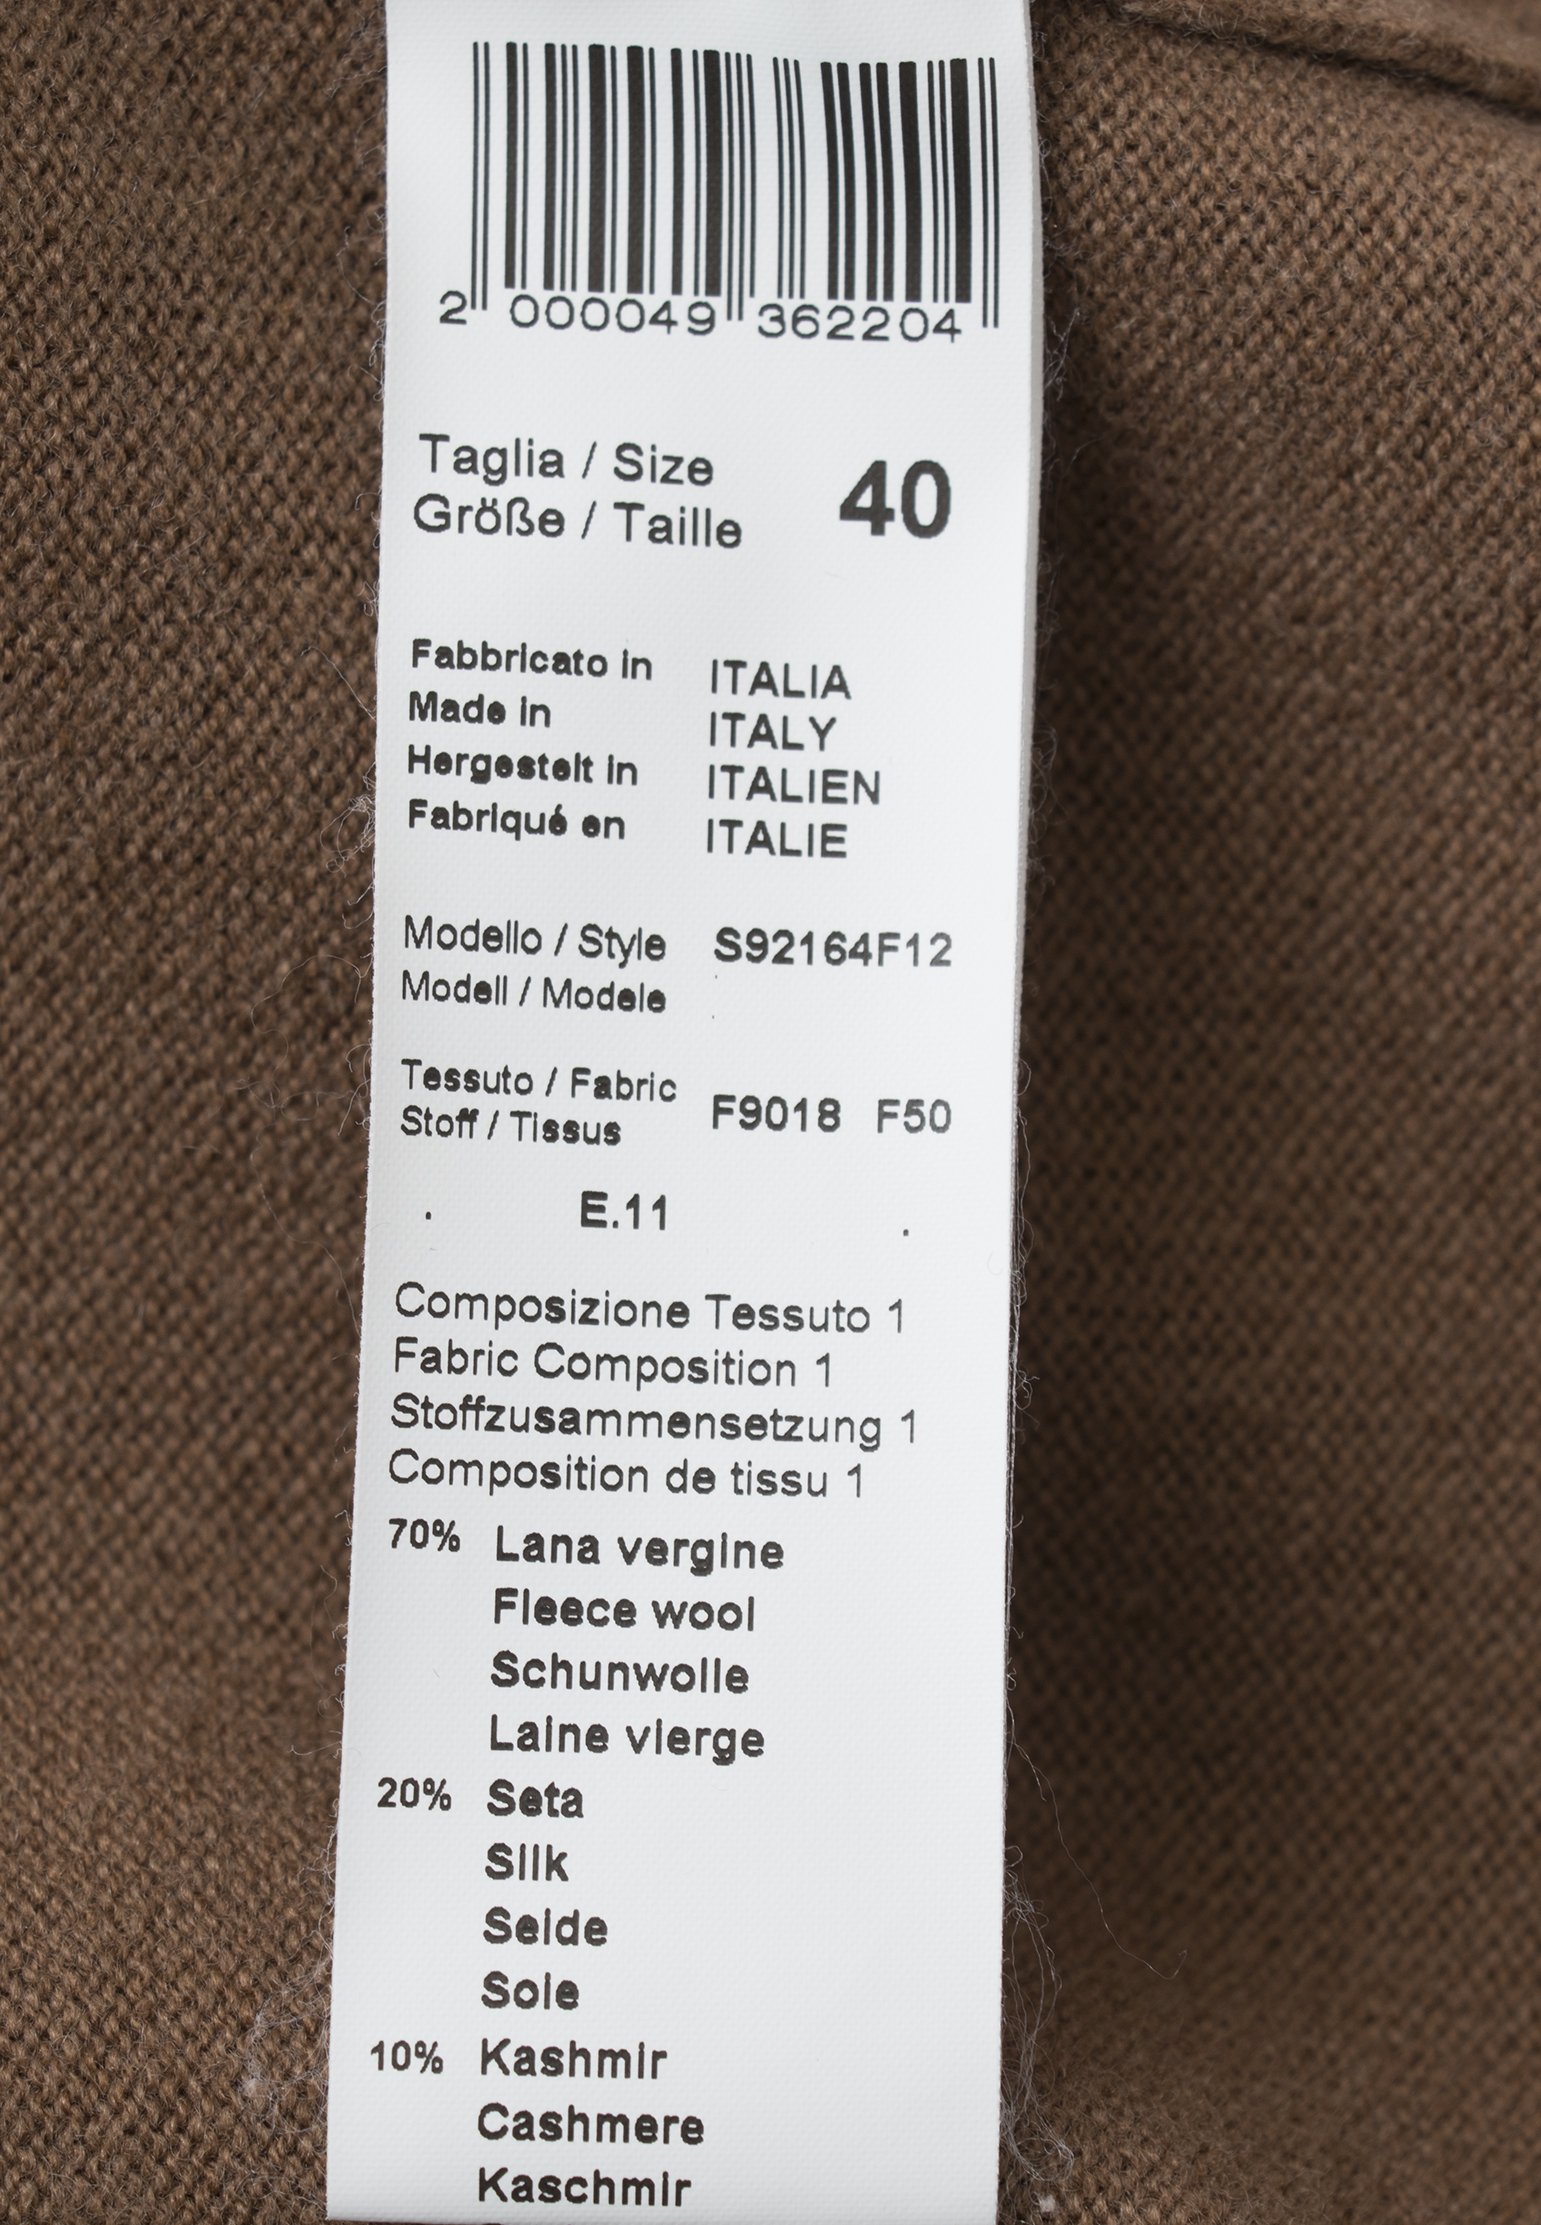 2 000049 362204
Taglia / Size
Größe / Taille 40
Fabbricato in ITALIA
Made in ITALY
Hergestelt in ITALIEN
Fabriqué en ITALIE
Modello / Style S92164F12
Modell / Modele
Tessuto / Fabric F9018 F50
Stoff / Tissus
E.11
Composizione Tessuto 1
Fabric Composition 1
Stoffzusammensetzung 1
Composition de tissu 1
70% Lana vergine
Fleece wool
Schunwolle
Laine vierge
20% Seta
Silk
Seide
Sole
10% Kashmir
Cashmere
Kaschmir